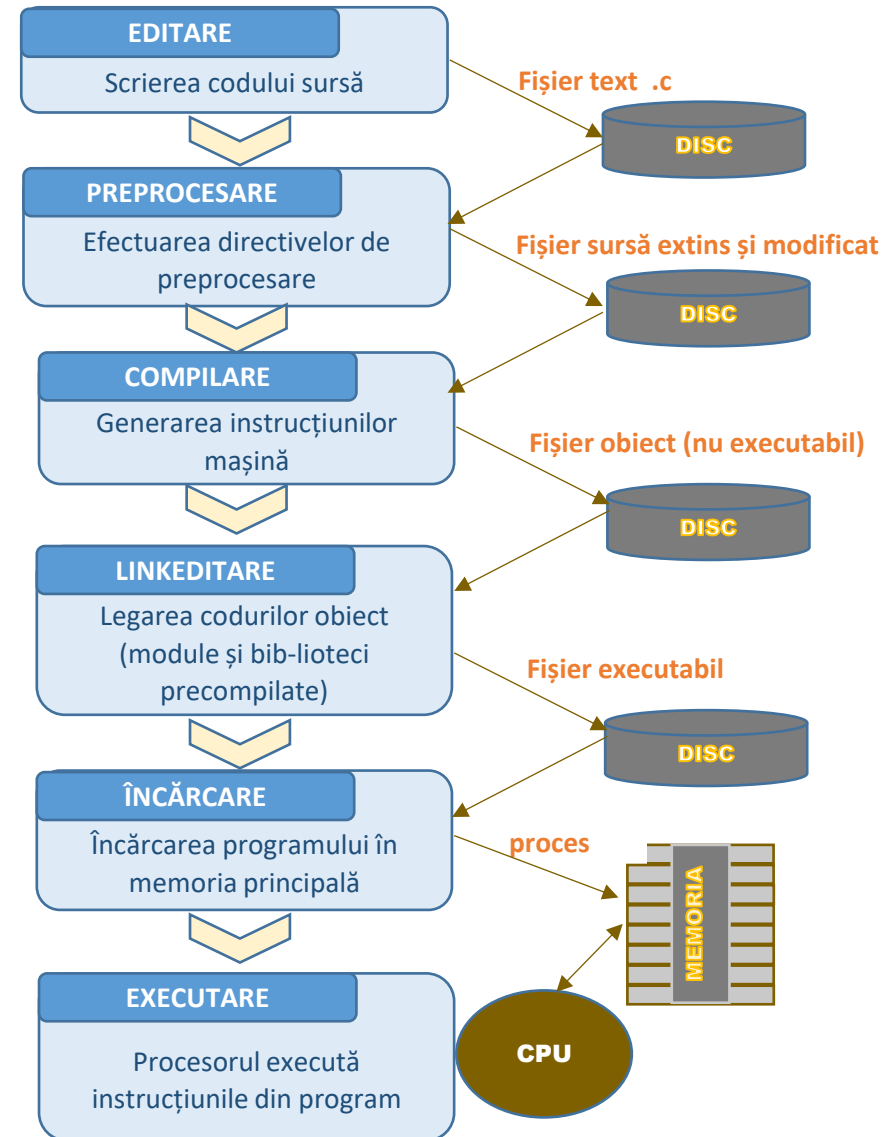 EDITARE
Scrierea codului sursă
Fișier text .c
DISC
PREPROCESARE
Efectuarea directivelor de
preprocesare
Fișier sursă extins și modificat
DISC
COMPILARE
Generarea instrucțiunilor
mașină
Fișier obiect (nu executabil)
DISC
LINKEDITARE
Legarea codurilor obiect
(module și bib-lioteci
precompilate)
Fișier executabil
DISC
ÎNCĂRCARE
Încărcarea programului în
memoria principală
proces
MEMORIA
EXECUTARE
Procesorul execută
instrucțiunile din program
CPU